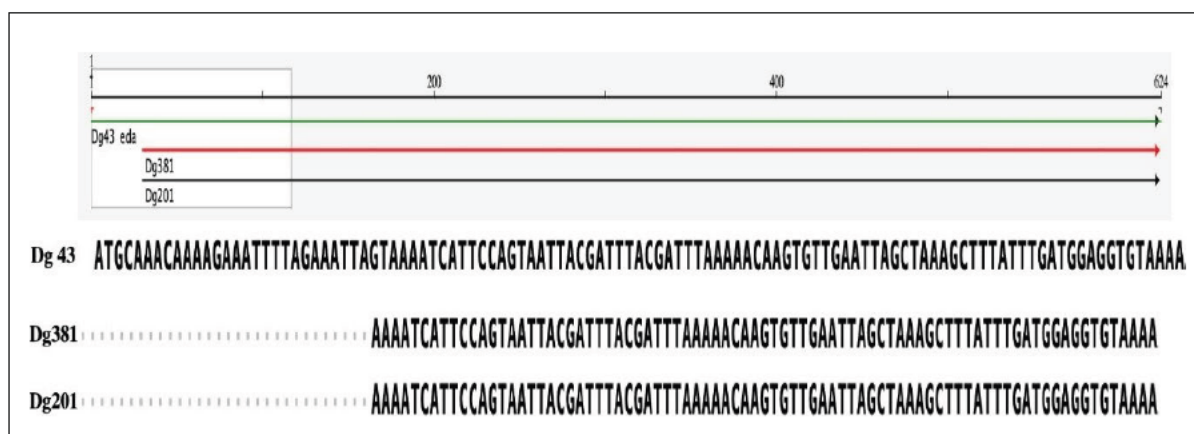 1
200 400 624
Dg43 eda
Dg381
Dg201
Dg 43 ATGCAAACAAAAGAAATTTTAGAAATTAGTAAAATCATTCCAGTAATTACGATTTACGATTTAAAAACAAGTGTTGAATTAGCTAAAGCTTTATTTGATGGAGGTGTAAAA
Dg381 AAAATCATTCCAGTAATTACGATTTACGATTTAAAAACAAGTGTTGAATTAGCTAAAGCTTTATTTGATGGAGGTGTAAAA
Dg201 AAAATCATTCCAGTAATTACGATTTACGATTTAAAAACAAGTGTTGAATTAGCTAAAGCTTTATTTGATGGAGGTGTAAAA